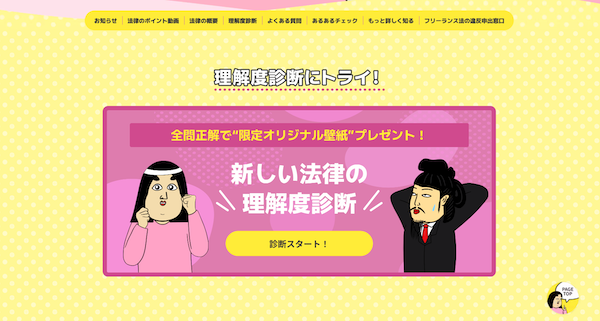 お知らせ
法律のポイント動画
法律の概要
理解度診断
よくある質問
あるあるチェック
もっと詳しく知る
フリーランス法の違反申出窓口
理解度診断にトライ！
全問正解で“限定オリジナル壁紙”プレゼント！
新しい法律の
理解度診断
診断スタート！
PAGE
TOP